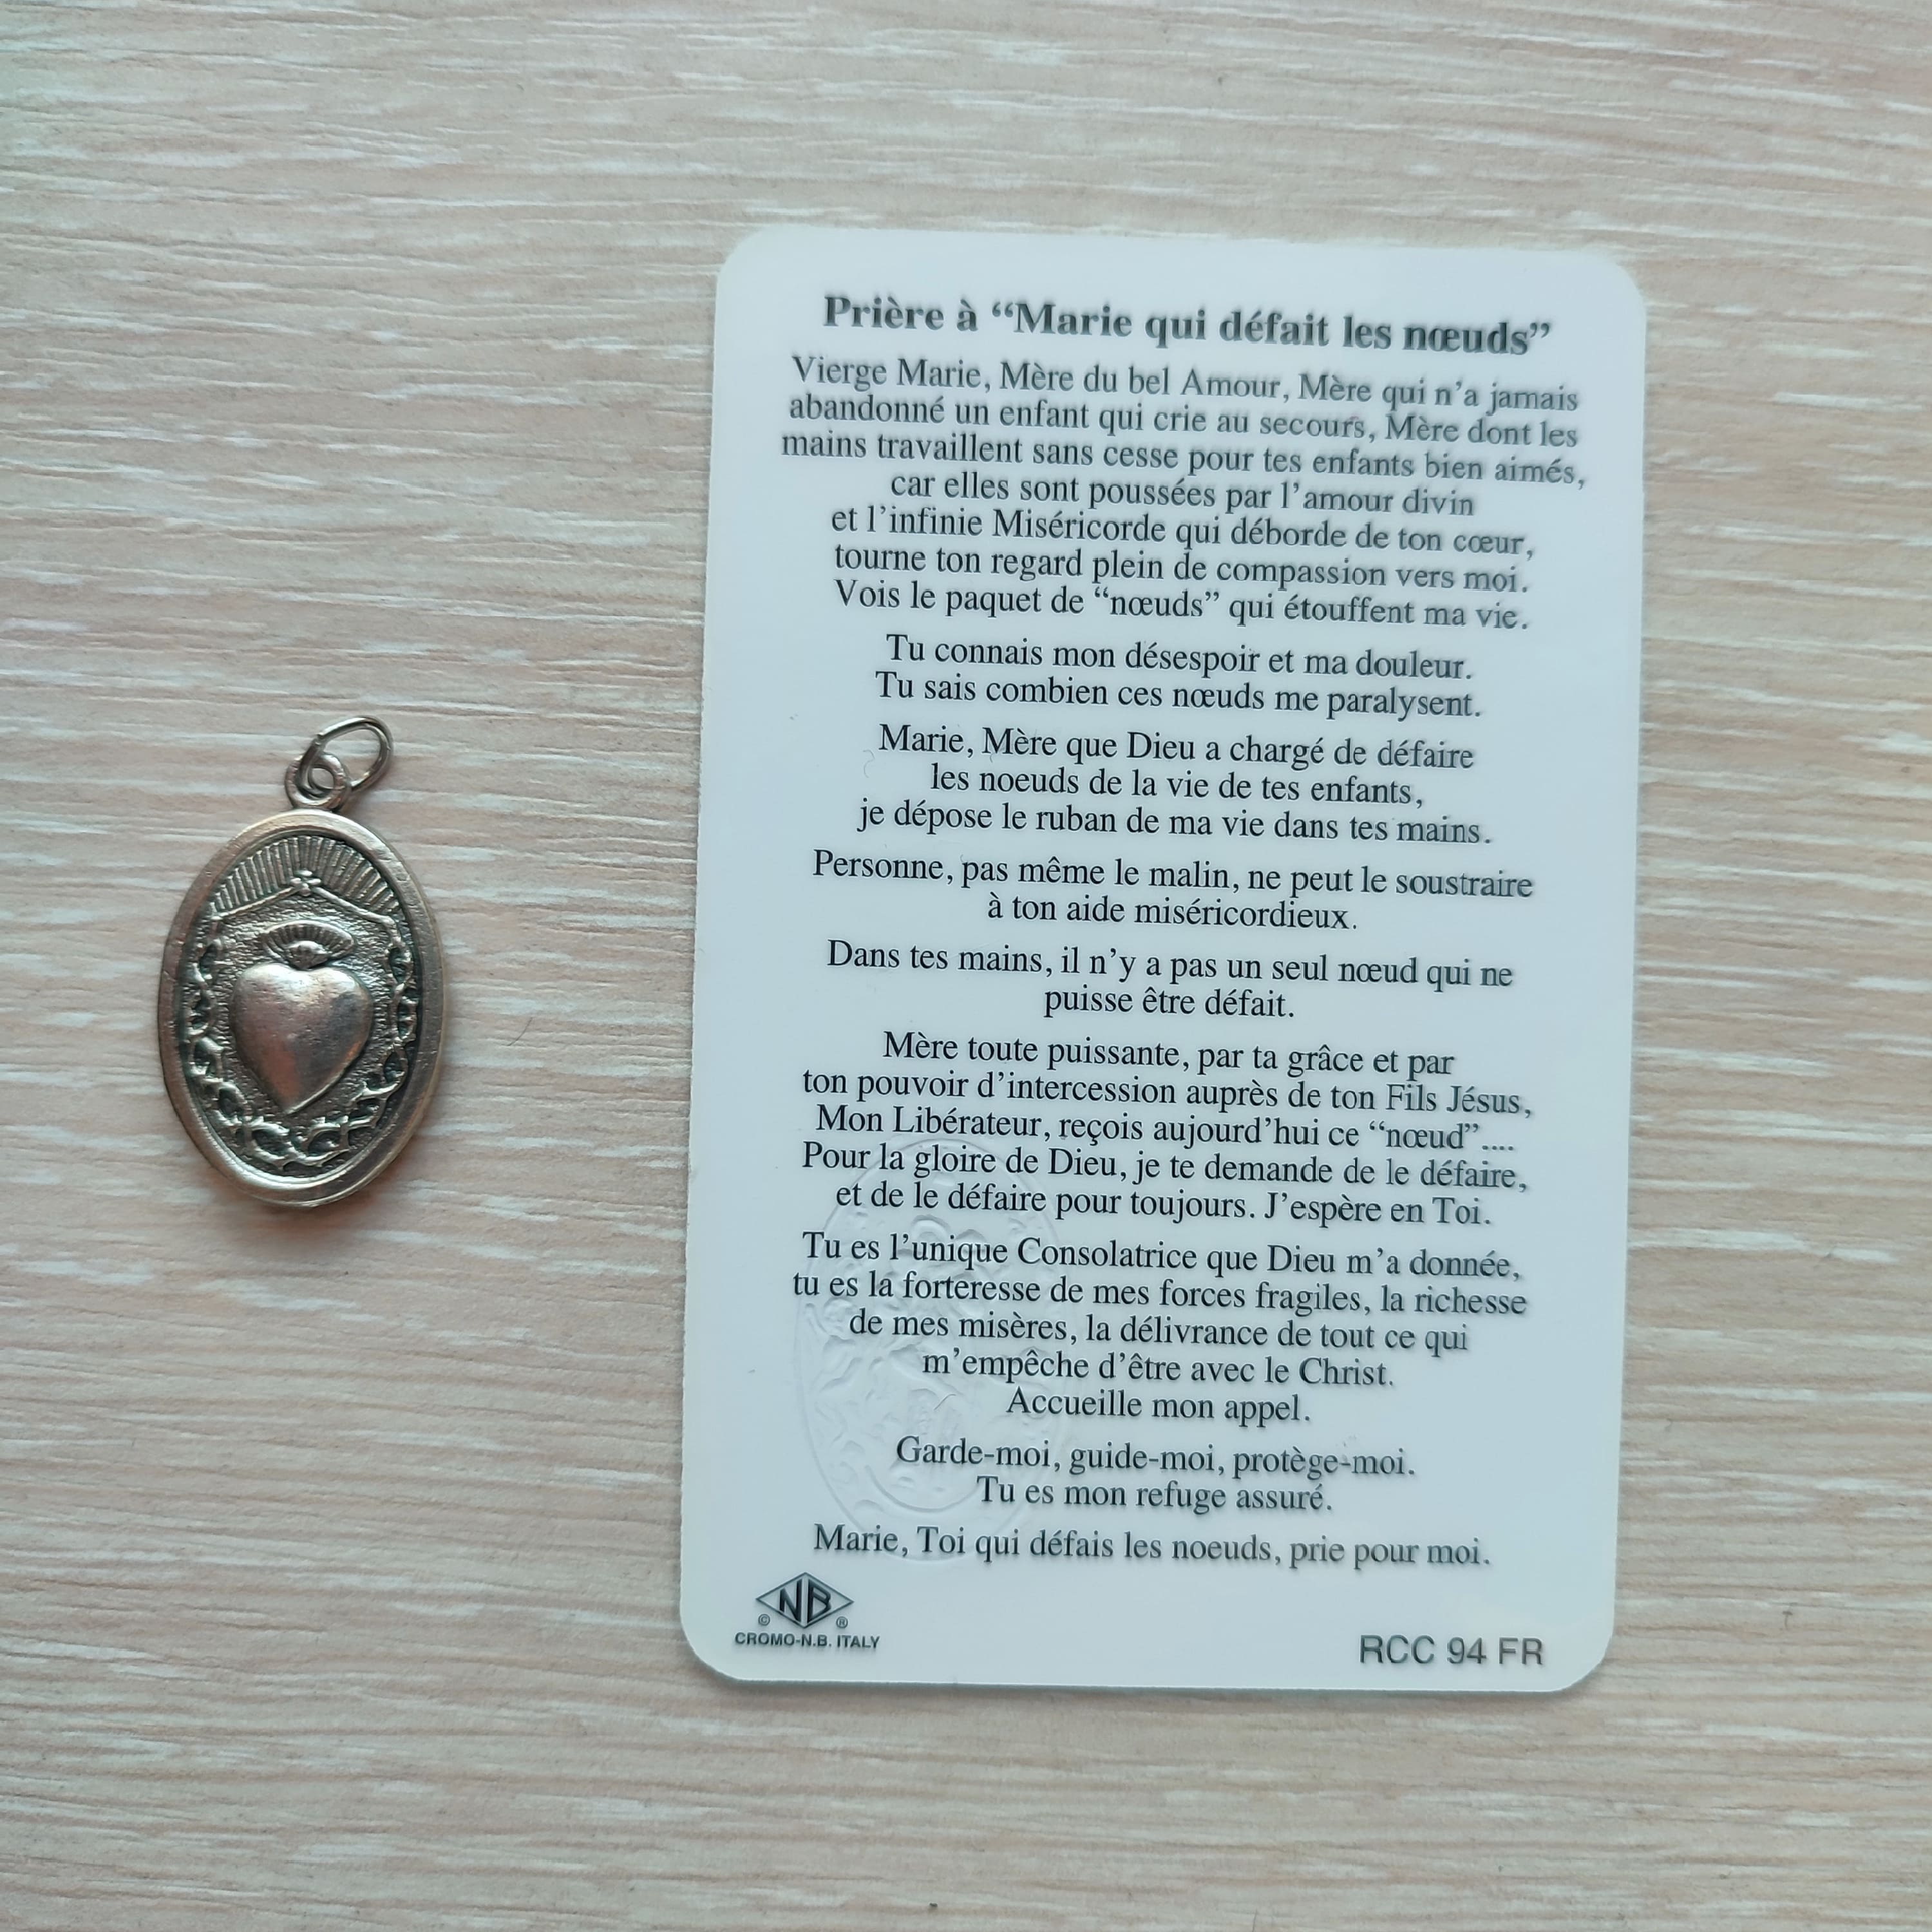 Prière à “Marie qui défait les nœuds”
Vierge Marie, Mère du bel Amour, Mère qui n’a jamais
abandonné un enfant qui crie au secours, Mère dont les
mains travaillent sans cesse pour tes enfants bien aimés,
car elles sont poussées par l’amour divin
et l’infinie Miséricorde qui déborde de ton cœur,
tourne ton regard plein de compassion vers moi.
Vois le paquet de “nœuds” qui étouffent ma vie.
Tu connais mon désespoir et ma douleur.
Tu sais combien ces nœuds me paralysent.
Marie, Mère que Dieu a chargé de défaire
les noeuds de la vie de tes enfants,
je dépose le ruban de ma vie dans tes mains.
Personne, pas même le malin, ne peut le soustraire
à ton aide miséricordieux.
Dans tes mains, il n’y a pas un seul nœud qui ne
puisse être défait.
Mère toute puissante, par ta grâce et par
ton pouvoir d’intercession auprès de ton Fils Jésus,
Mon Libérateur, reçois aujourd’hui ce “nœud”....
Pour la gloire de Dieu, je te demande de le défaire,
et de le défaire pour toujours. J’espère en Toi.
Tu es l’unique Consolatrice que Dieu m’a donnée,
tu es la forteresse de mes forces fragiles, la richesse
de mes misères, la délivrance de tout ce qui
m’empêche d’être avec le Christ.
Accueille mon appel.
Garde-moi, guide-moi, protège-moi.
Tu es mon refuge assuré.
Marie, Toi qui défais les noeuds, prie pour moi.
© NB ®
CROMO-N.B. ITALY
RCC 94 FR